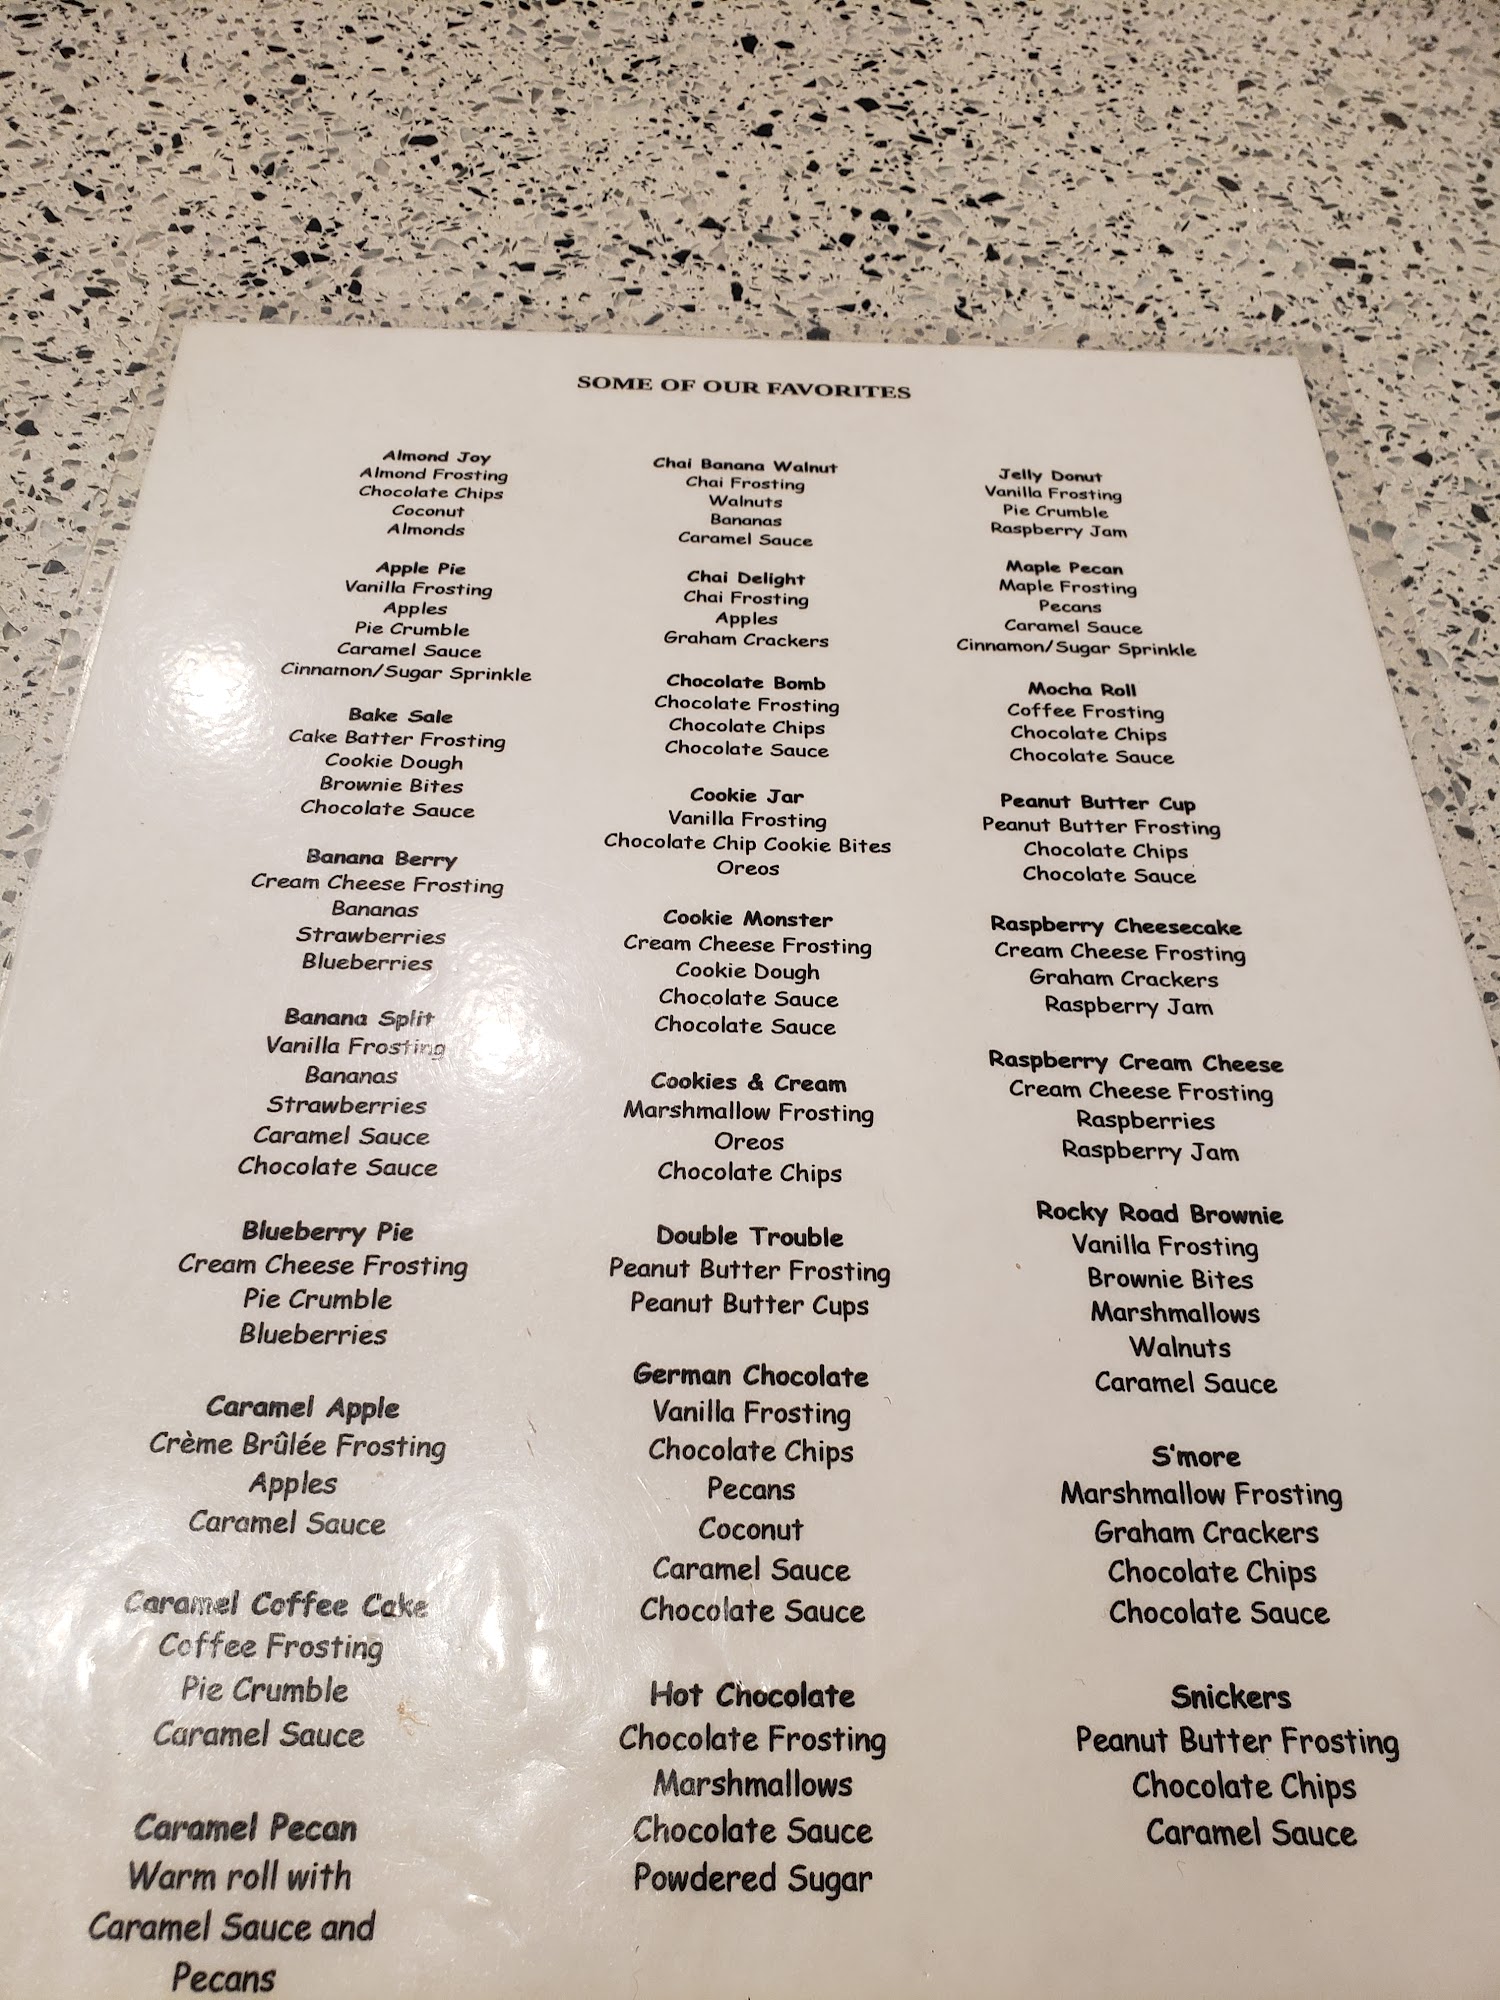 SOME OF OUR FAVORITES
Almond Joy
Almond Frosting
Chocolate Chips
Coconut
Almonds
Apple Pie
Vanilla Frosting
Apples
Pie Crumble
Caramel Sauce
Cinnamon/Sugar Sprinkle
Bake Sale
Cake Batter Frosting
Cookie Dough
Brownie Bites
Chocolate Sauce
Banana Berry
Cream Cheese Frosting
Bananas
Strawberries
Blueberries
Banana Split
Vanilla Frosting
Bananas
Strawberries
Caramel Sauce
Chocolate Sauce
Blueberry Pie
Cream Cheese Frosting
Pie Crumble
Blueberries
Caramel Apple
Crème Brûlée Frosting
Apples
Caramel Sauce
Caramel Coffee Cake
Coffee Frosting
Pie Crumble
Caramel Sauce
Caramel Pecan
Warm roll with
Caramel Sauce and
Pecans
Chai Banana Walnut
Chai Frosting
Walnuts
Bananas
Caramel Sauce
Chai Delight
Chai Frosting
Apples
Graham Crackers
Chocolate Bomb
Chocolate Frosting
Chocolate Chips
Chocolate Sauce
Cookie Jar
Vanilla Frosting
Chocolate Chip Cookie Bites
Oreos
Cookie Monster
Cream Cheese Frosting
Cookie Dough
Chocolate Sauce
Chocolate Sauce
Cookies & Cream
Marshmallow Frosting
Oreos
Chocolate Chips
Double Trouble
Peanut Butter Frosting
Peanut Butter Cups
German Chocolate
Vanilla Frosting
Chocolate Chips
Pecans
Coconut
Caramel Sauce
Chocolate Sauce
Hot Chocolate
Chocolate Frosting
Marshmallows
Chocolate Sauce
Powdered Sugar
Jelly Donut
Vanilla Frosting
Pie Crumble
Raspberry Jam
Maple Pecan
Maple Frosting
Pecans
Caramel Sauce
Cinnamon/Sugar Sprinkle
Mocha Roll
Coffee Frosting
Chocolate Chips
Chocolate Sauce
Peanut Butter Cup
Peanut Butter Frosting
Chocolate Chips
Chocolate Sauce
Raspberry Cheesecake
Cream Cheese Frosting
Graham Crackers
Raspberry Jam
Raspberry Cream Cheese
Cream Cheese Frosting
Raspberries
Raspberry Jam
Rocky Road Brownie
Vanilla Frosting
Brownie Bites
Marshmallows
Walnuts
Caramel Sauce
S'more
Marshmallow Frosting
Graham Crackers
Chocolate Chips
Chocolate Sauce
Snickers
Peanut Butter Frosting
Chocolate Chips
Caramel Sauce